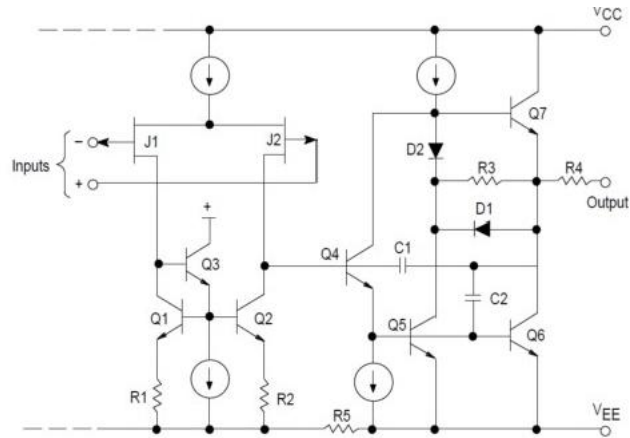 VCC
J1
J2
Q7
−
Inputs
+
D2
R3
R4
Output
+
D1
Q3
Q4
C1
C2
Q1
Q2
Q5
Q6
R1
R2
R5
VEE